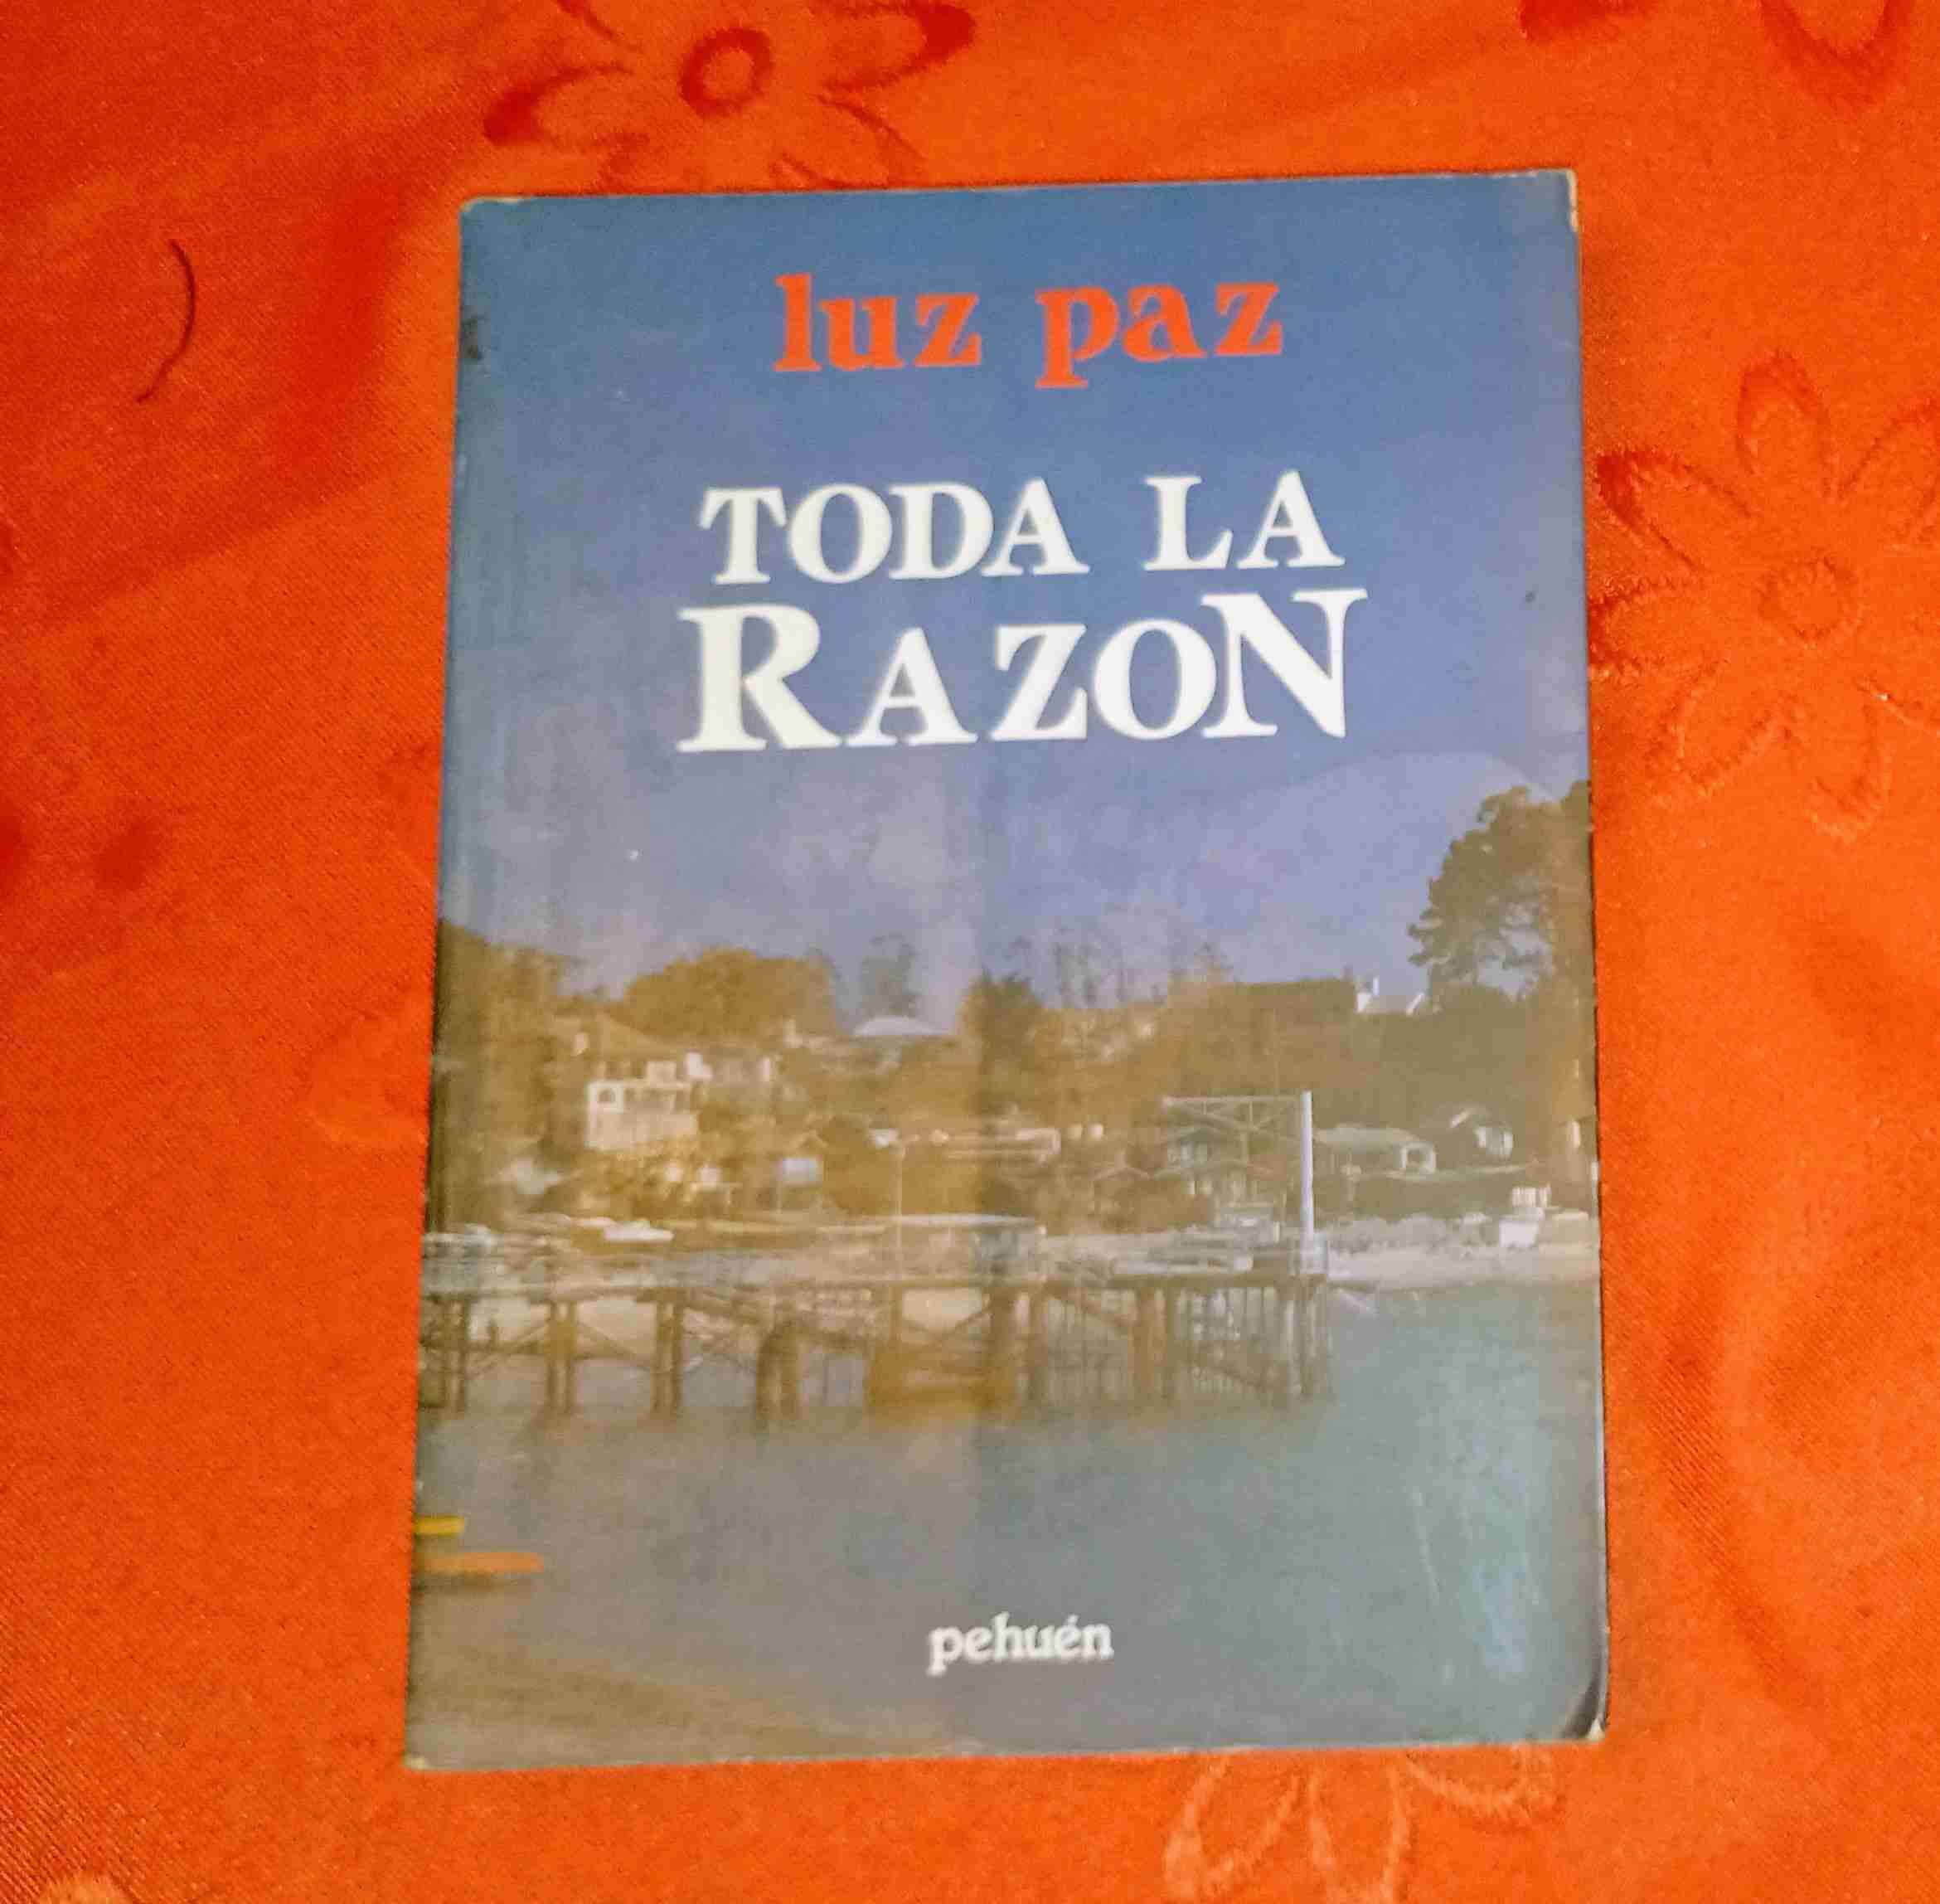 luz paz
TODA LA
RAZON
pehuén